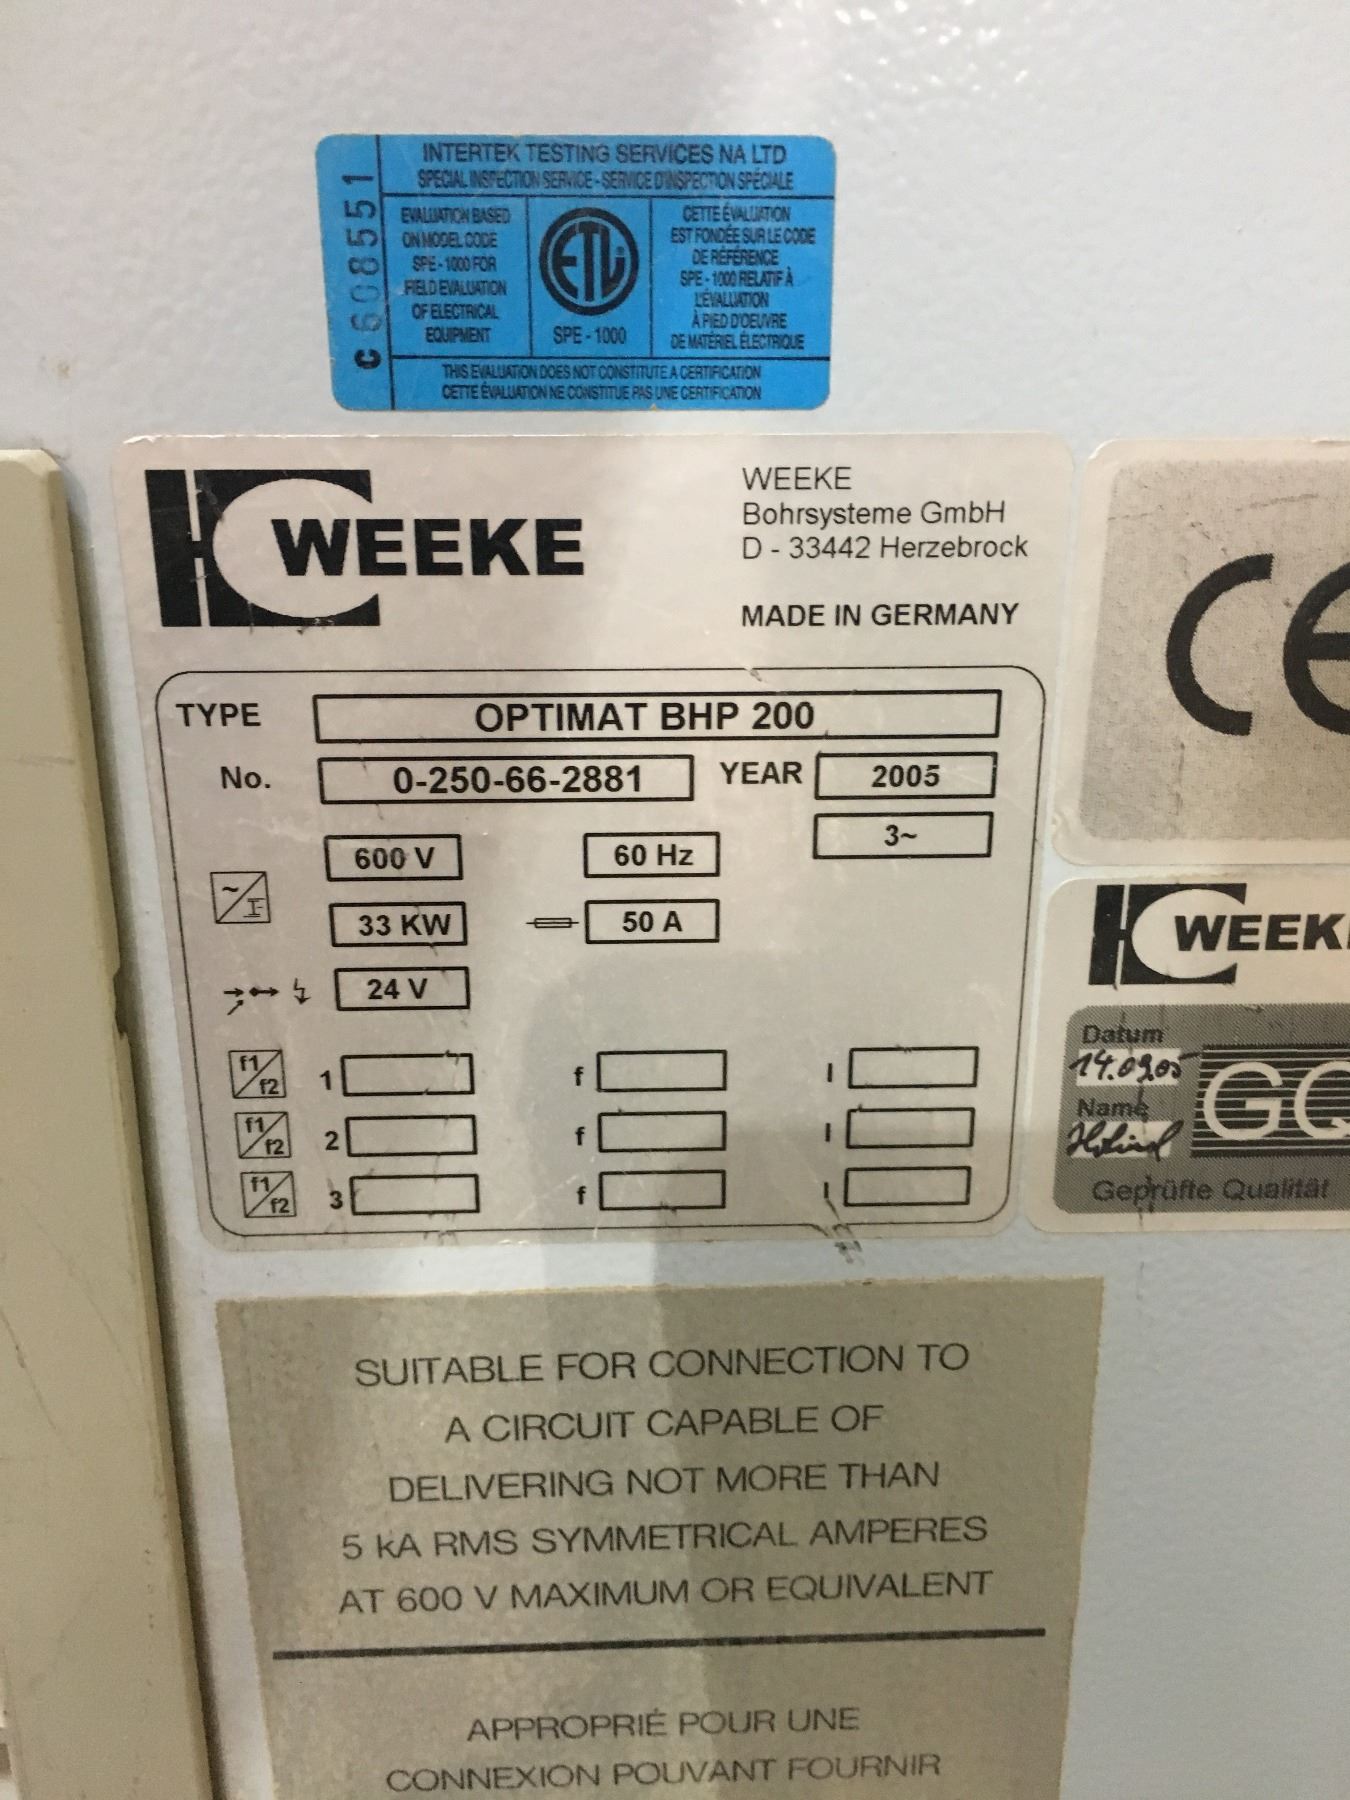 INTERTEK TESTING SERVICES NA LTD
SPECIAL INSPECTION SERVICE - SERVICE D'INSPECTION SPÉCIALE
C 608551
EVALUATION BASED
ON MODEL CODE
SPE - 1000 FOR
FIELD EVALUATION
OF ELECTRICAL
EQUIPMENT
ETL
SPE - 1000
CETTE ÉVALUATION
EST FONDÉE SUR LE CODE
DE RÉFÉRENCE
SPE - 1000 RELATIF À
L'ÉVALUATION
À PIED D'OEUVRE
DE MATÉRIEL ÉLECTRIQUE
THIS EVALUATION DOES NOT CONSTITUTE A CERTIFICATION
CETTE ÉVALUATION NE CONSTITUE PAS UNE CERTIFICATION
WEEKE
WEEKE
Bohrsysteme GmbH
D - 33442 Herzebrock
MADE IN GERMANY
TYPE OPTIMAT BHP 200
No. 0-250-66-2881 YEAR 2005
600 V 60 Hz 3~
33 KW 50 A
24 V
f1/f2 1 f I
f1/f2 2 f I
f1/f2 3 f I
CE
WEEK
Datum
14.09.05
Name
GQ
Geprüfte Qualität
SUITABLE FOR CONNECTION TO
A CIRCUIT CAPABLE OF
DELIVERING NOT MORE THAN
5 kA RMS SYMMETRICAL AMPERES
AT 600 V MAXIMUM OR EQUIVALENT
APPROPRIÉ POUR UNE
CONNEXION POUVANT FOURNIR